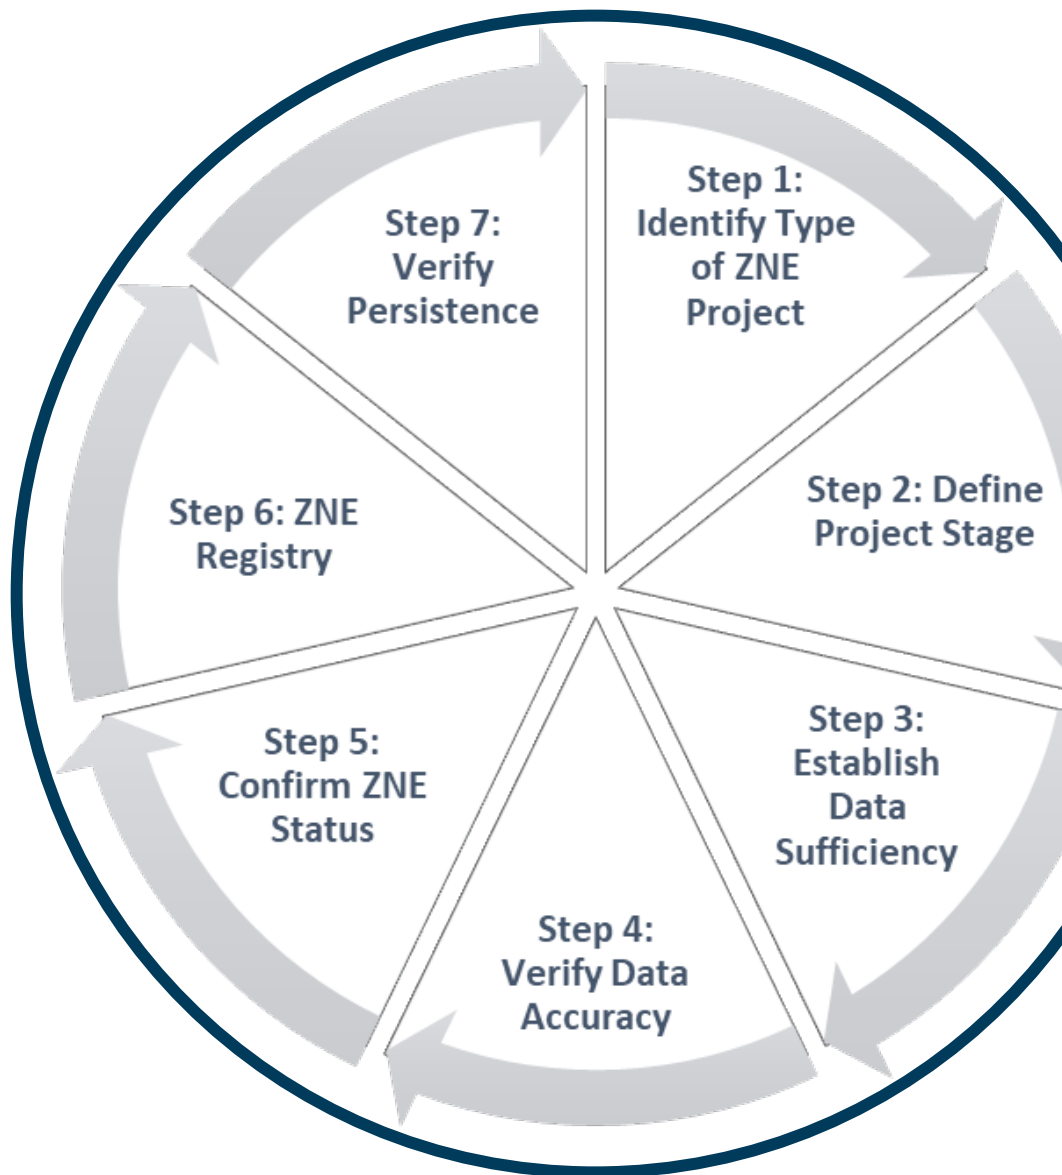 Step 1:
Identify Type
of ZNE
Project
Step 2: Define
Project Stage
Step 3:
Establish
Data
Sufficiency
Step 4:
Verify Data
Accuracy
Step 5:
Confirm ZNE
Status
Step 6: ZNE
Registry
Step 7:
Verify
Persistence